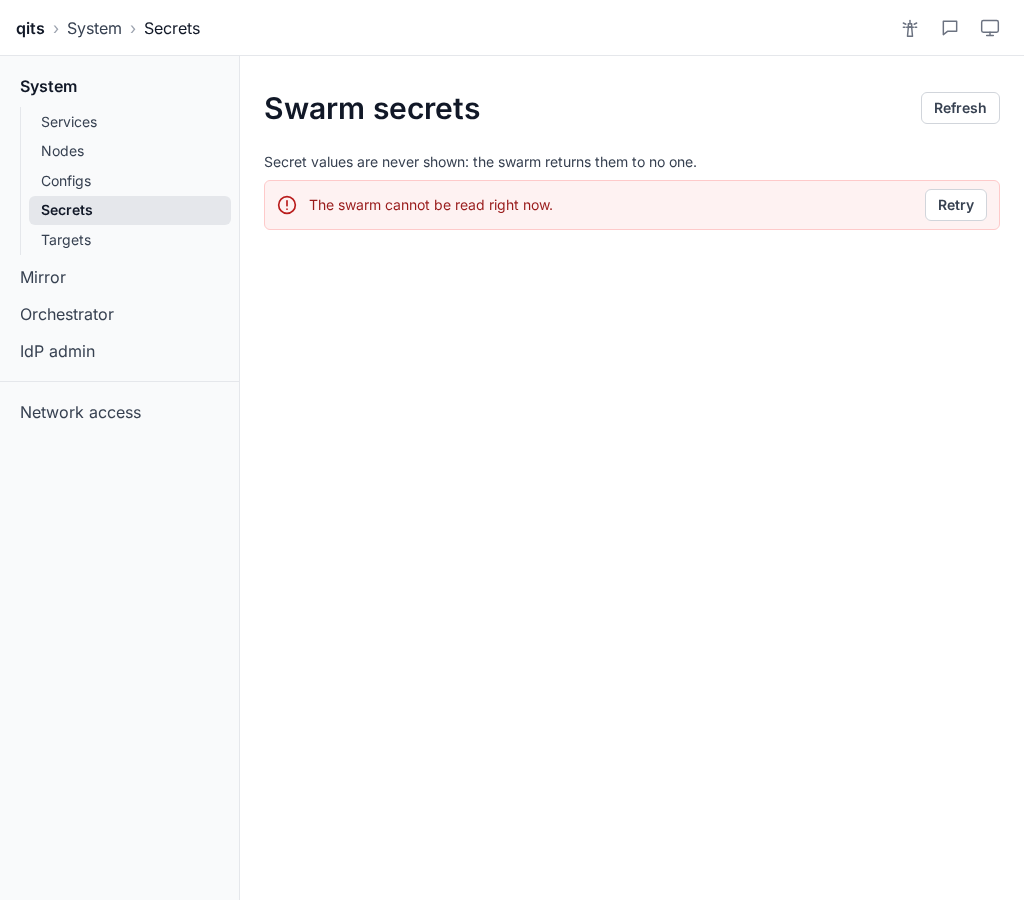 qits › System › Secrets
System
Services
Nodes
Configs
Secrets
Targets
Mirror
Orchestrator
IdP admin
Network access
Swarm secrets
Refresh
Secret values are never shown: the swarm returns them to no one.
The swarm cannot be read right now.
Retry